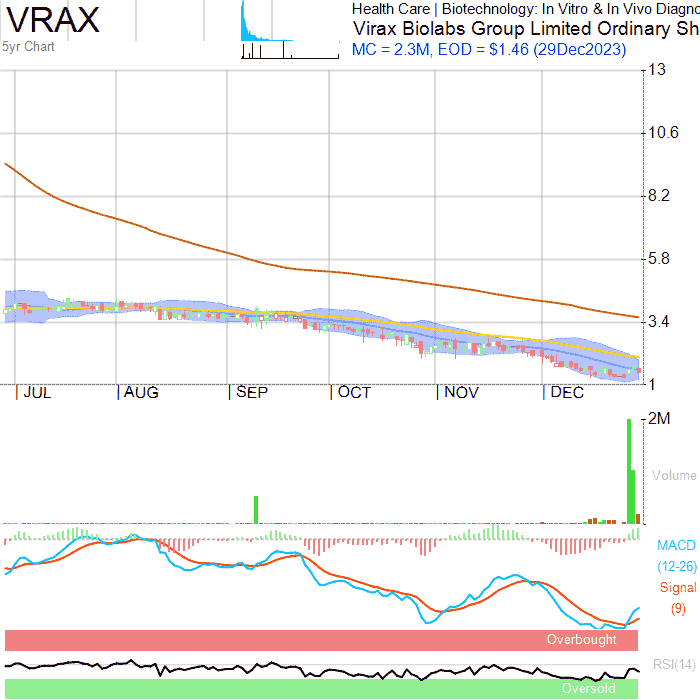 VRAX
5yr Chart
Health Care | Biotechnology: In Vitro & In Vivo Diagno
Virax Biolabs Group Limited Ordinary Sh
MC = 2.3M, EOD = $1.46 (29Dec2023)
13
10.6
8.2
5.8
3.4
1
JUL AUG SEP OCT NOV DEC
2M
Volume
MACD
(12-26)
Signal
(9)
Overbought
RSI(14)
Oversold